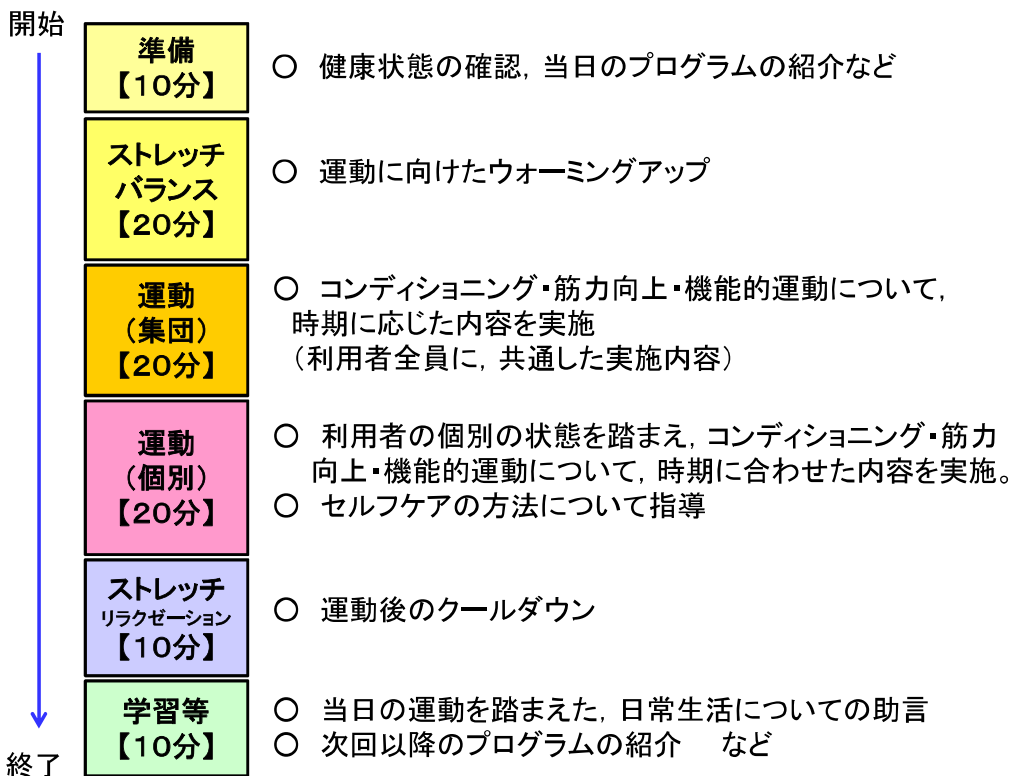 開始
準備
【10分】
○ 健康状態の確認，当日のプログラムの紹介など
ストレッチ
バランス
【20分】
○ 運動に向けたウォーミングアップ
運動
（集団）
【20分】
○ コンディショニング・筋力向上・機能的運動について，
時期に応じた内容を実施
（利用者全員に，共通した実施内容）
運動
（個別）
【20分】
○ 利用者の個別の状態を踏まえ，コンディショニング・筋力
向上・機能的運動について，時期に合わせた内容を実施。
○ セルフケアの方法について指導
ストレッチ
リラクゼーション
【10分】
○ 運動後のクールダウン
学習等
【10分】
○ 当日の運動を踏まえた，日常生活についての助言
○ 次回以降のプログラムの紹介 など
終了